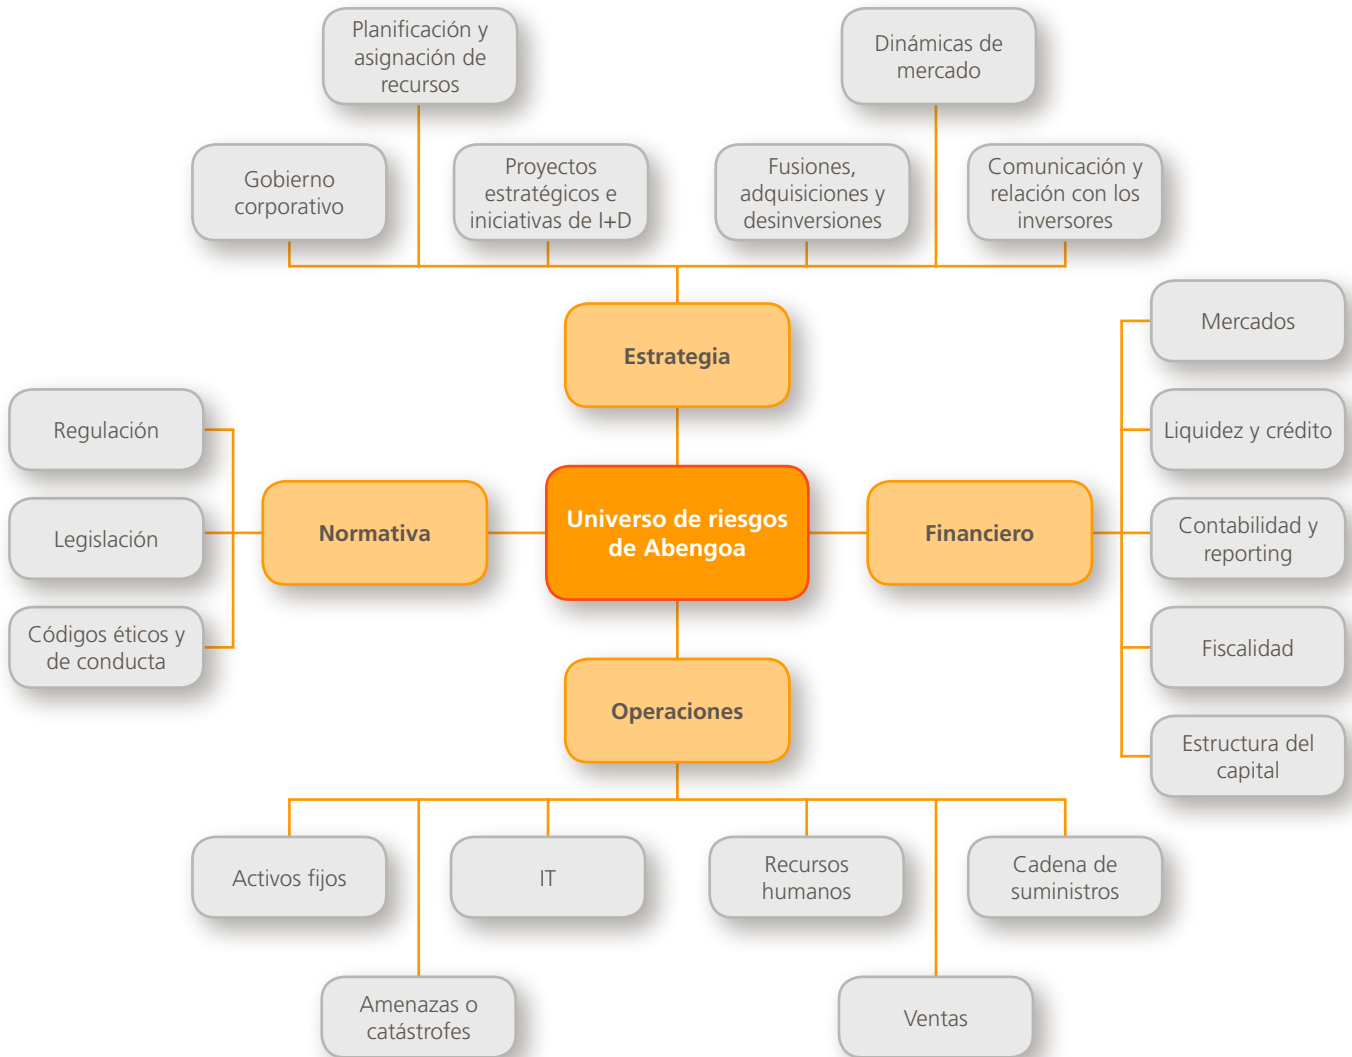 Planificación y
asignación de
recursos
Dinámicas de
mercado
Gobierno
corporativo
Proyectos
estratégicos e
iniciativas de I+D
Fusiones,
adquisiciones y
desinversiones
Comunicación y
relación con los
inversores
Estrategia
Mercados
Regulación
Liquidez y crédito
Legislación
Normativa
Universo de riesgos
de Abengoa
Financiero
Contabilidad y
reporting
Códigos éticos y
de conducta
Fiscalidad
Operaciones
Estructura del
capital
Activos fijos
IT
Recursos
humanos
Cadena de
suministros
Amenazas o
catástrofes
Ventas